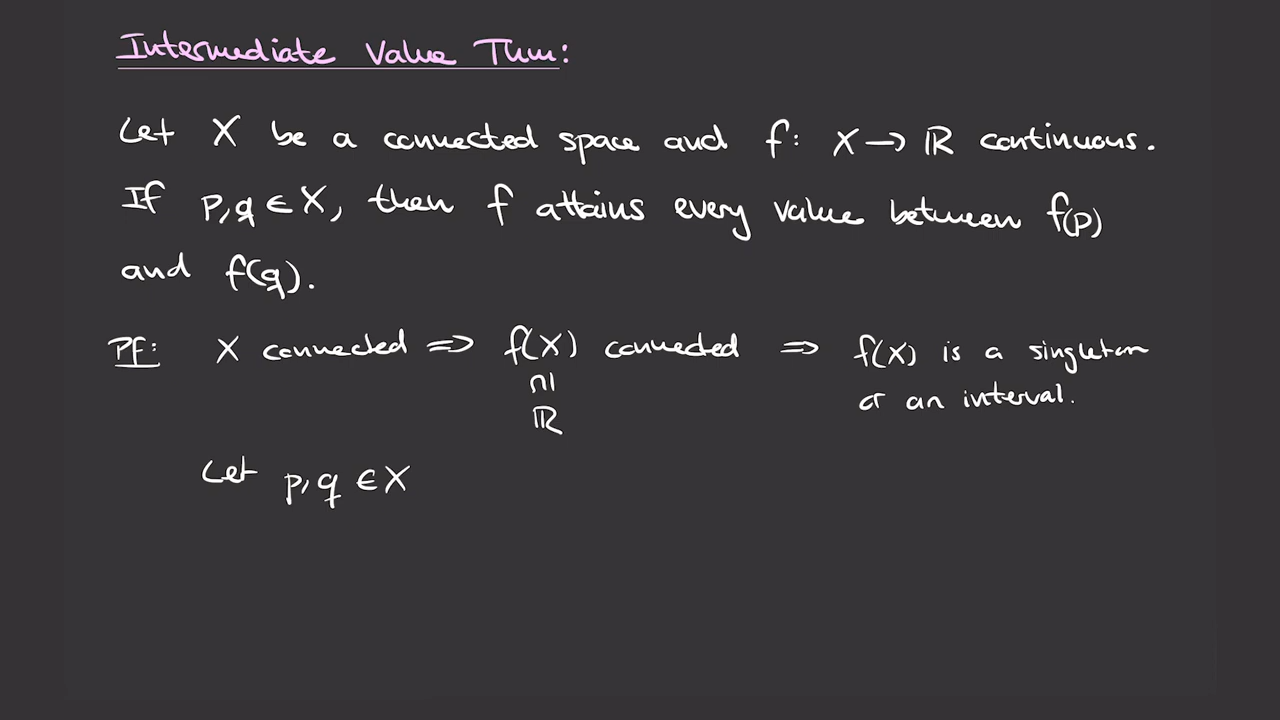 Intermediate Value Thm:
Let X be a connected space and f: X → ℝ continuous.
If p,q ∈ X, then f attains every value between f(p)
and f(q).
Pf: X connected ⇒ f(X) connected ⇒ f(X) is a singleton
∩| or an interval.
ℝ
Let p,q ∈ X